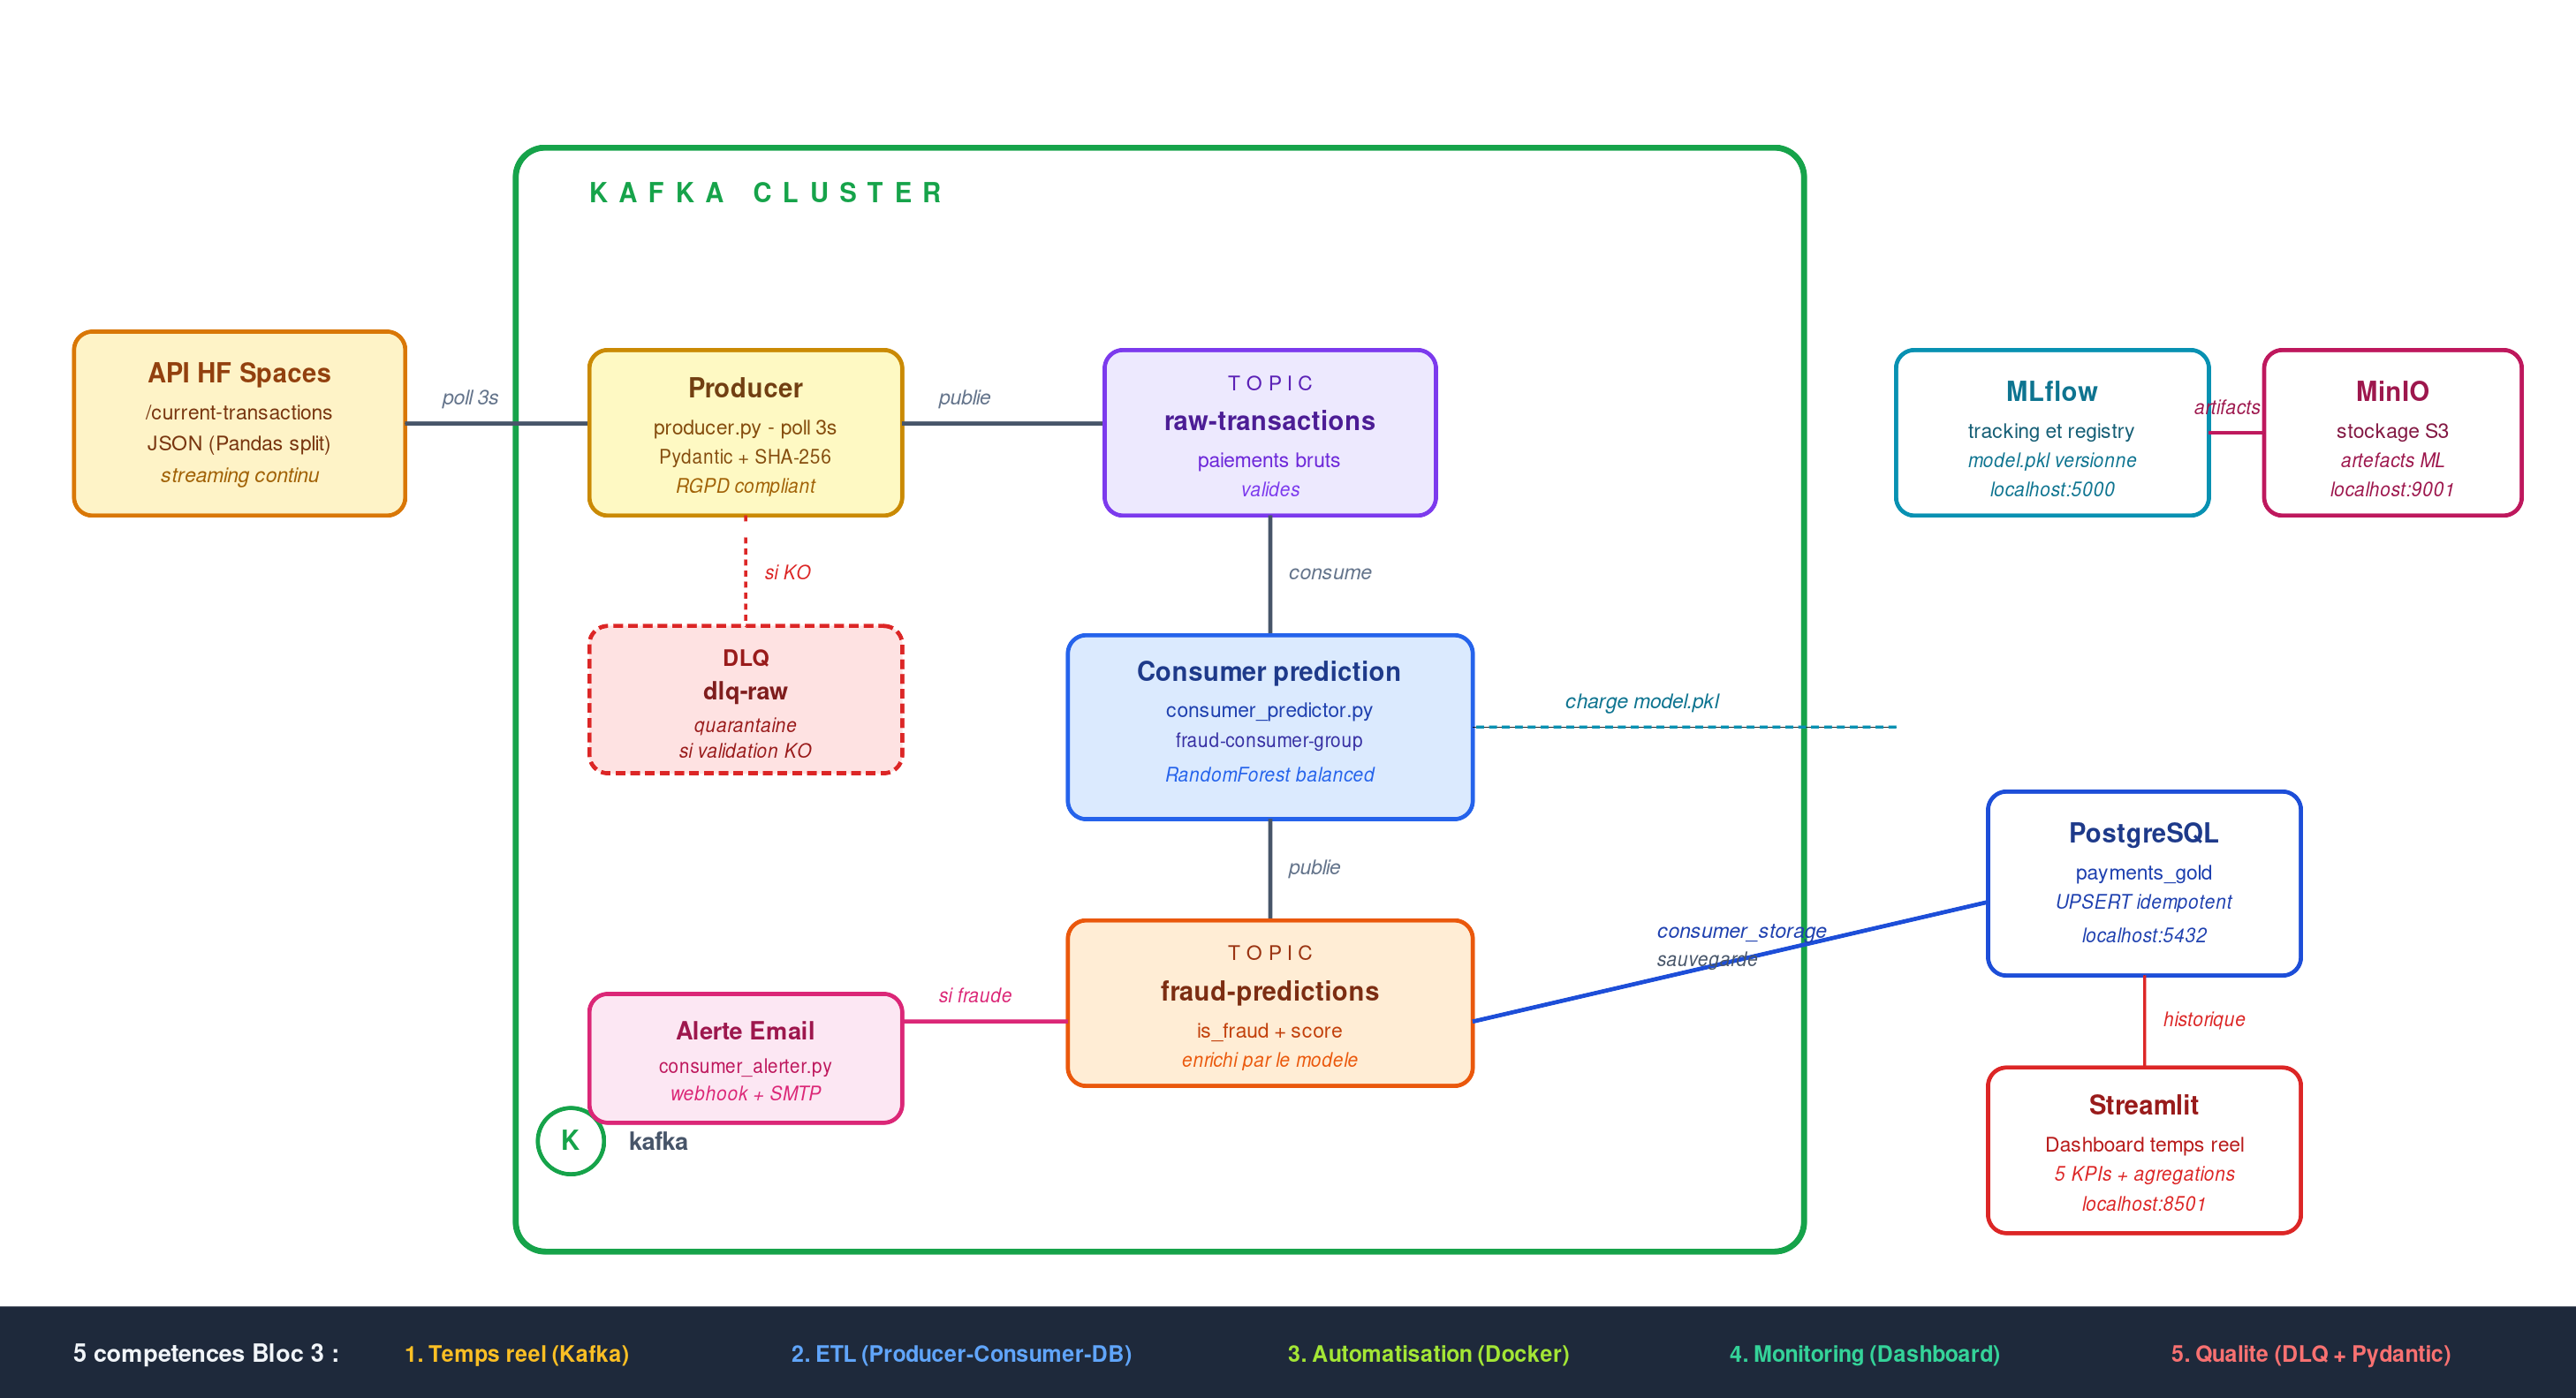 KAFKA CLUSTER
API HF Spaces
/current-transactions
JSON (Pandas split)
streaming continu
poll 3s
Producer
producer.py - poll 3s
Pydantic + SHA-256
RGPD compliant
publie
TOPIC
raw-transactions
paiements bruts
valides
MLflow
tracking et registry
model.pkl versionne
localhost:5000
artifacts
MinIO
stockage S3
artefacts ML
localhost:9001
si KO
consume
DLQ
dlq-raw
quarantaine
si validation KO
Consumer prediction
consumer_predictor.py
fraud-consumer-group
RandomForest balanced
charge model.pkl
publie
PostgreSQL
payments_gold
UPSERT idempotent
localhost:5432
consumer_storage
sauvegarde
TOPIC
fraud-predictions
is_fraud + score
enrichi par le modele
si fraude
Alerte Email
consumer_alerter.py
webhook + SMTP
K
kafka
historique
Streamlit
Dashboard temps reel
5 KPIs + agregations
localhost:8501
5 competences Bloc 3 :
1. Temps reel (Kafka)
2. ETL (Producer-Consumer-DB)
3. Automatisation (Docker)
4. Monitoring (Dashboard)
5. Qualite (DLQ + Pydantic)